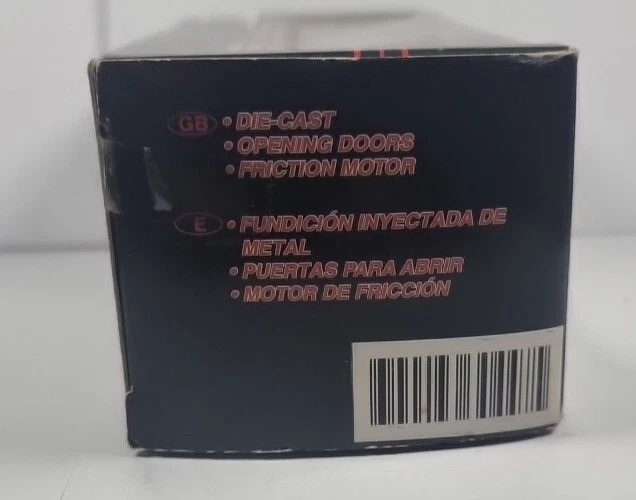 GB • DIE-CAST
• OPENING DOORS
• FRICTION MOTOR
E • FUNDICIÓN INYECTADA DE
METAL
• PUERTAS PARA ABRIR
• MOTOR DE FRICCIÓN